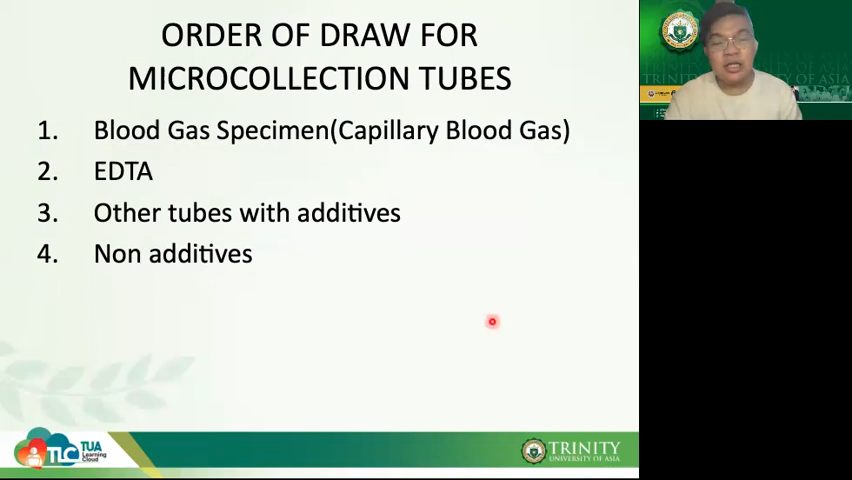 ORDER OF DRAW FOR
MICROCOLLECTION TUBES
1. Blood Gas Specimen(Capillary Blood Gas)
2. EDTA
3. Other tubes with additives
4. Non additives
TLC
TUA
Learning
Cloud
TRINITY
UNIVERSITY OF ASIA